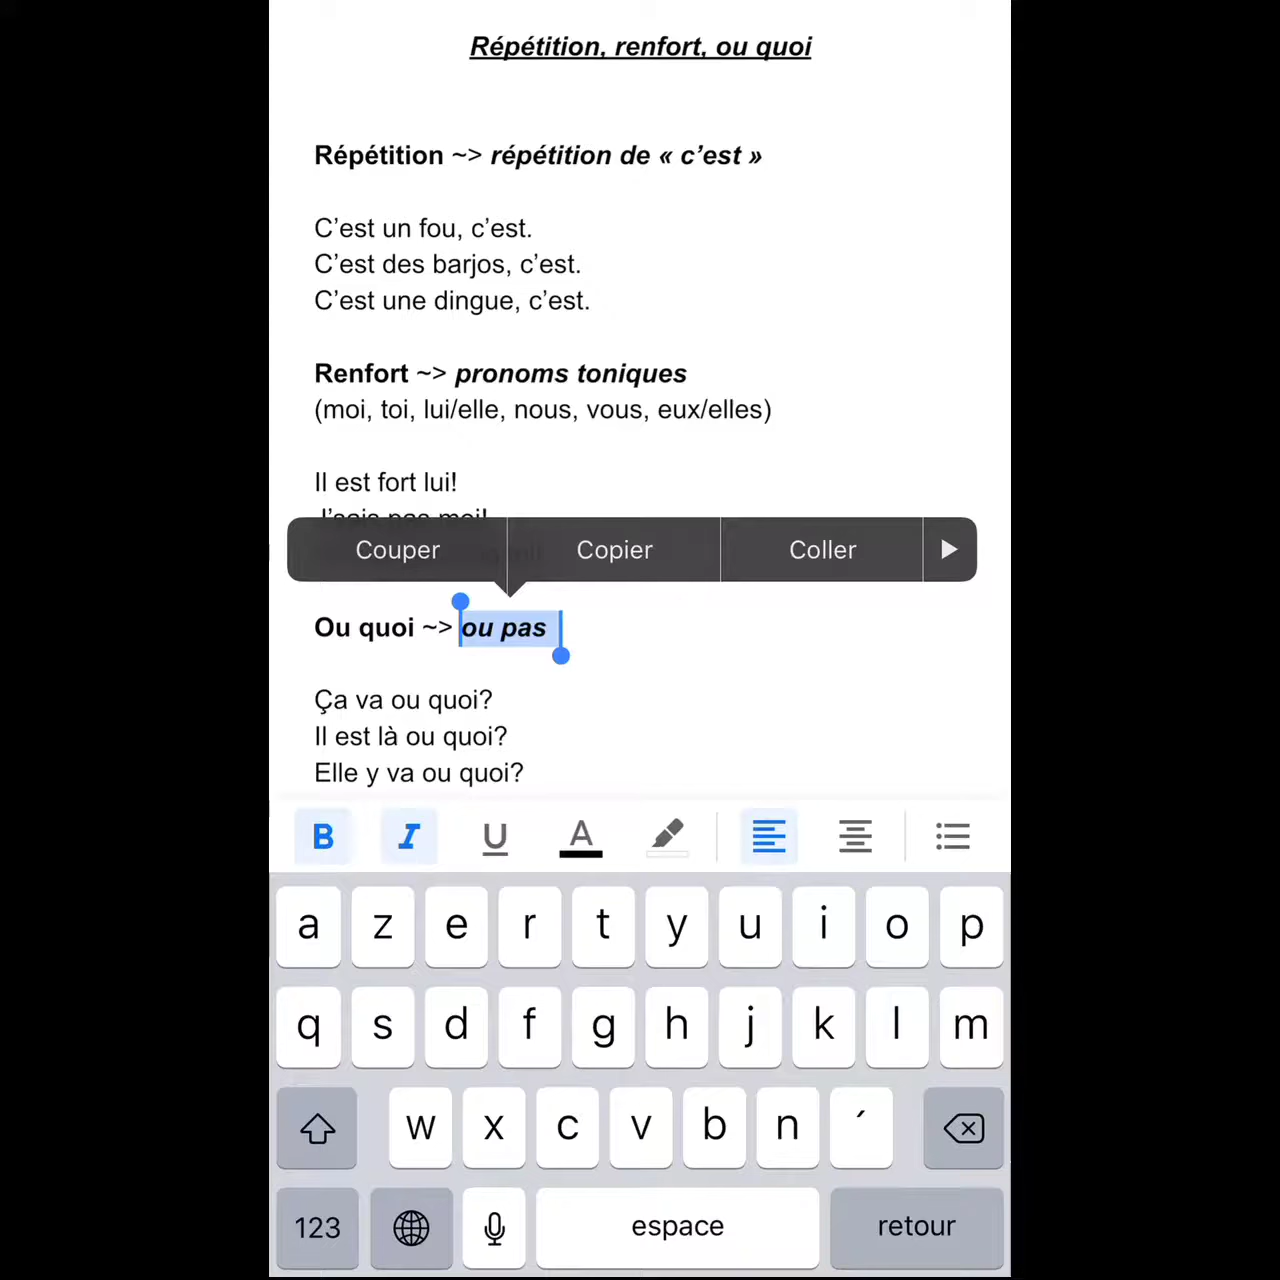 Répétition, renfort, ou quoi
Répétition ~> répétition de « c’est »
C’est un fou, c’est.
C’est des barjos, c’est.
C’est une dingue, c’est.
Renfort ~> pronoms toniques
(moi, toi, lui/elle, nous, vous, eux/elles)
Il est fort lui!
J’sais pas moi!
Couper Copier Coller
Ou quoi ~> ou pas
Ça va ou quoi?
Il est là ou quoi?
Elle y va ou quoi?
B I U A
a z e r t y u i o p
q s d f g h j k l m
w x c v b n ´
123 espace retour